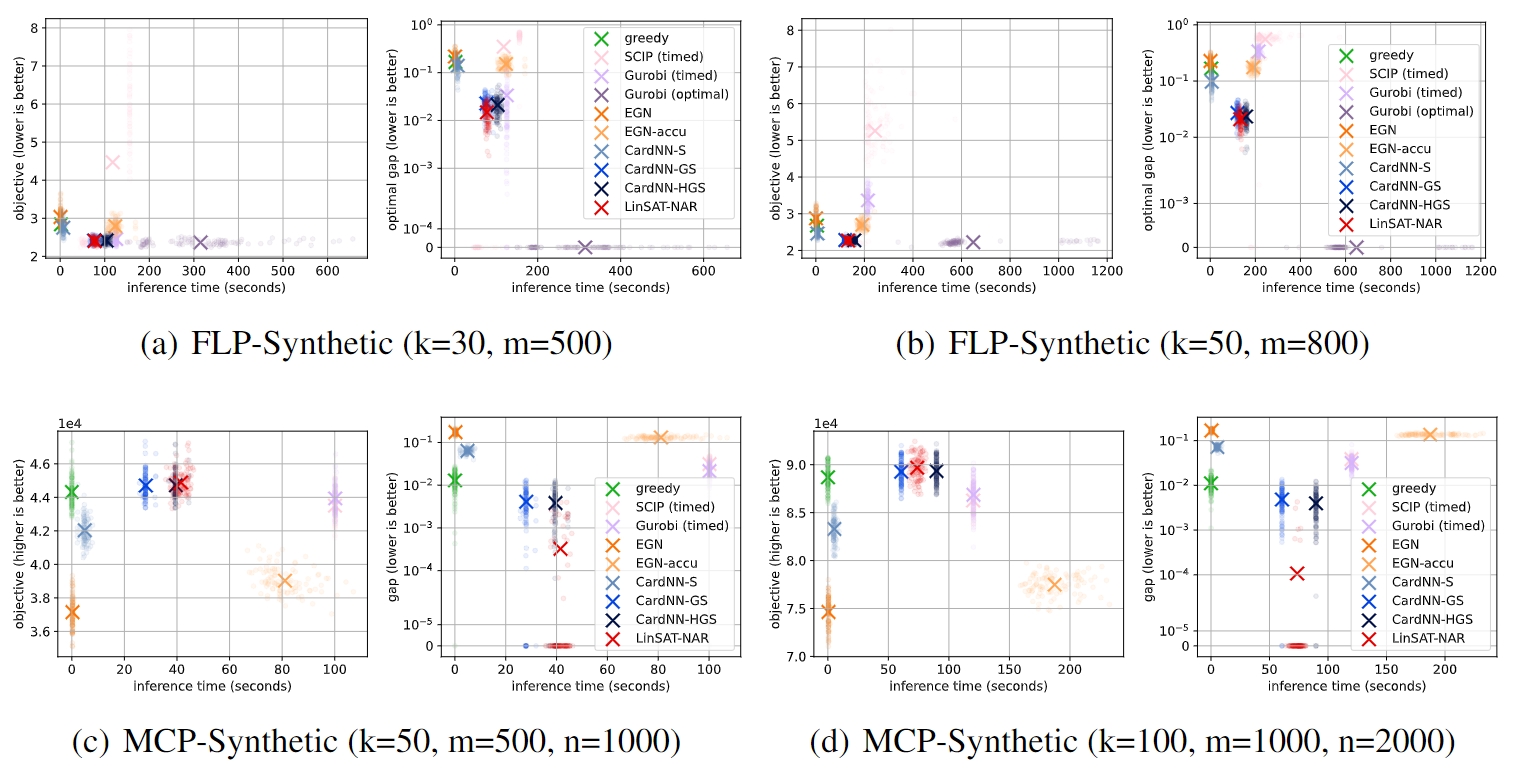 objective (lower is better)
8
7
6
5
4
3
2
0 100 200 300 400 500 600
inference time (seconds)
optimal gap (lower is better)
10^0
10^-1
10^-2
10^-3
10^-4
0
0 200 400 600
inference time (seconds)
greedy
SCIP (timed)
Gurobi (timed)
Gurobi (optimal)
EGN
EGN-accu
CardNN-S
CardNN-GS
CardNN-HGS
LinSAT-NAR
(a) FLP-Synthetic (k=30, m=500)
objective (lower is better)
8
7
6
5
4
3
2
0 200 400 600 800 1000 1200
inference time (seconds)
optimal gap (lower is better)
10^0
10^-1
10^-2
10^-3
0
0 200 400 600 800 1000 1200
inference time (seconds)
greedy
SCIP (timed)
Gurobi (timed)
Gurobi (optimal)
EGN
EGN-accu
CardNN-S
CardNN-GS
CardNN-HGS
LinSAT-NAR
(b) FLP-Synthetic (k=50, m=800)
1e4
objective (higher is better)
4.6
4.4
4.2
4.0
3.8
3.6
0 20 40 60 80 100
inference time (seconds)
gap (lower is better)
10^-1
10^-2
10^-3
10^-4
10^-5
0
0 20 40 60 80 100
inference time (seconds)
greedy
SCIP (timed)
Gurobi (timed)
EGN
EGN-accu
CardNN-S
CardNN-GS
CardNN-HGS
LinSAT-NAR
(c) MCP-Synthetic (k=50, m=500, n=1000)
1e4
objective (higher is better)
9.0
8.5
8.0
7.5
7.0
0 50 100 150 200
inference time (seconds)
gap (lower is better)
10^-1
10^-2
10^-3
10^-4
10^-5
0
0 100 200
inference time (seconds)
greedy
SCIP (timed)
Gurobi (timed)
EGN
EGN-accu
CardNN-S
CardNN-GS
CardNN-HGS
LinSAT-NAR
(d) MCP-Synthetic (k=100, m=1000, n=2000)